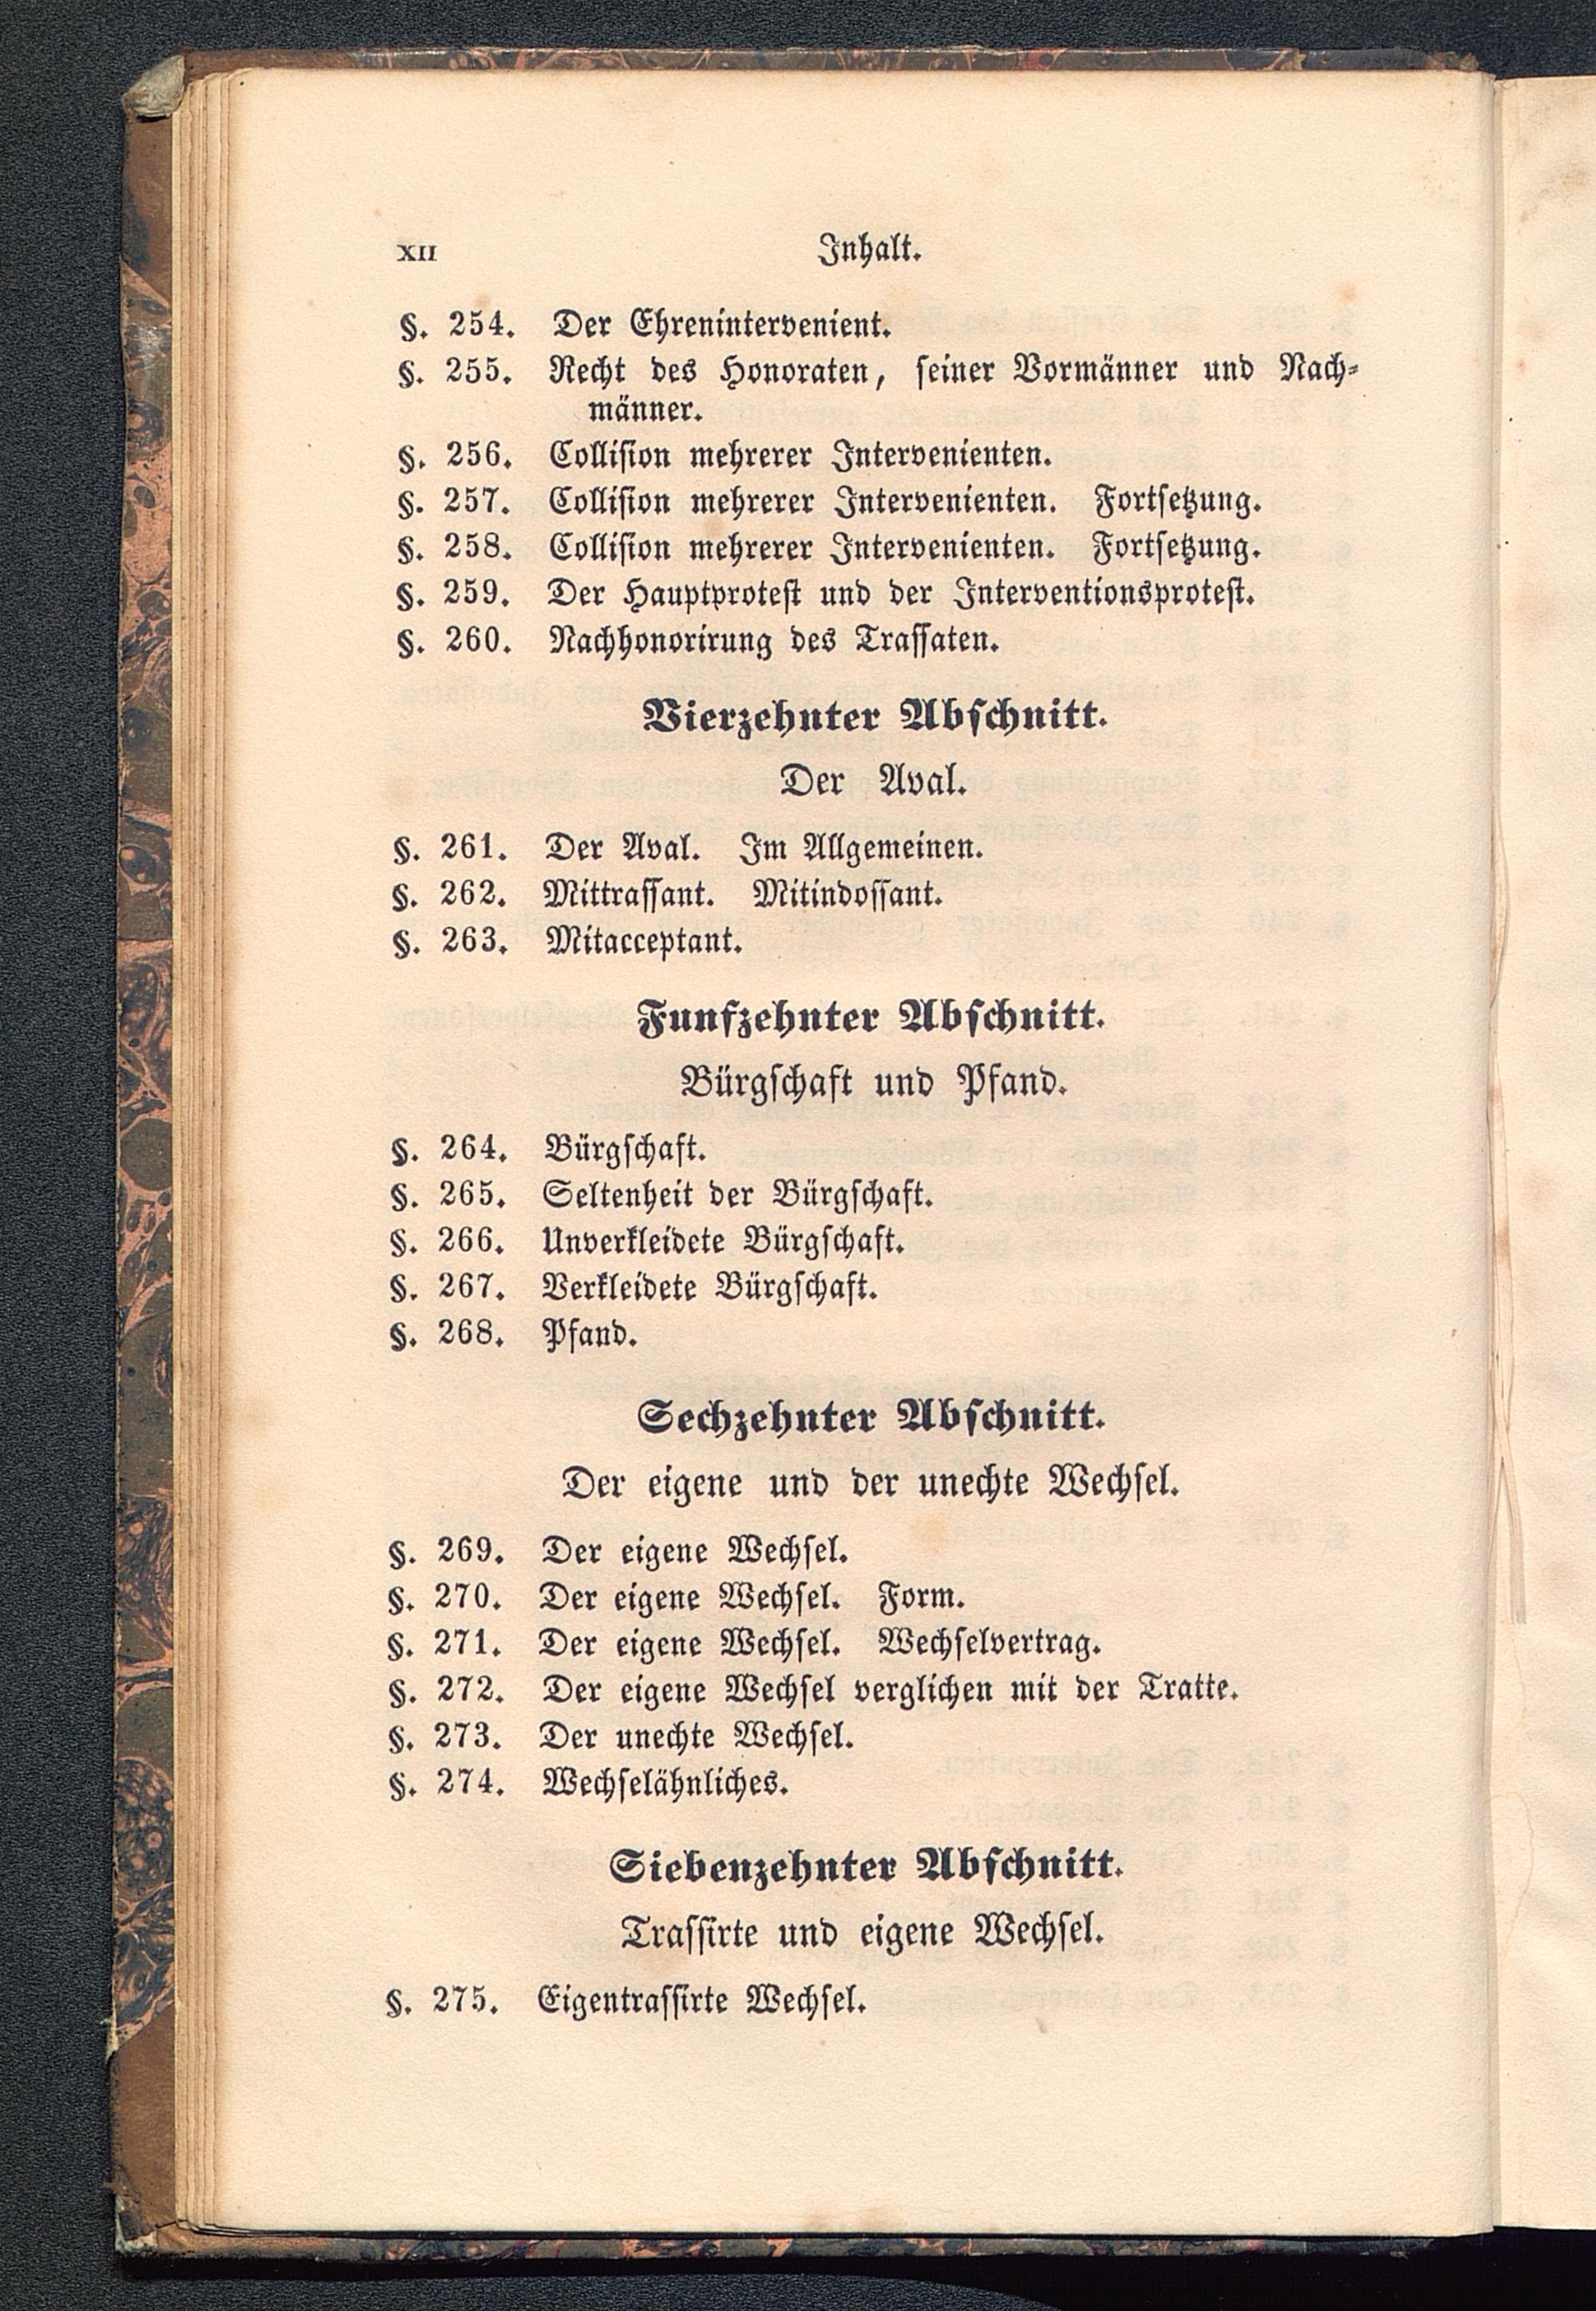 XII
Inhalt.
§. 254. Der Ehrenintervenient.
§. 255. Recht des Honoraten, seiner Vormänner und Nach-
männer.
§. 256. Collision mehrerer Intervenienten.
§. 257. Collision mehrerer Intervenienten. Fortsetzung.
§. 258. Collision mehrerer Intervenienten. Fortsetzung.
§. 259. Der Hauptprotest und der Interventionsprotest.
§. 260. Nachhonorirung des Trassaten.
Vierzehnter Abschnitt.
Der Aval.
§. 261. Der Aval. Im Allgemeinen.
§. 262. Mittrassant. Mitindossant.
§. 263. Mitacceptant.
Funfzehnter Abschnitt.
Bürgschaft und Pfand.
§. 264. Bürgschaft.
§. 265. Seltenheit der Bürgschaft.
§. 266. Unverkleidete Bürgschaft.
§. 267. Verkleidete Bürgschaft.
§. 268. Pfand.
Sechzehnter Abschnitt.
Der eigene und der unechte Wechsel.
§. 269. Der eigene Wechsel.
§. 270. Der eigene Wechsel. Form.
§. 271. Der eigene Wechsel. Wechselvertrag.
§. 272. Der eigene Wechsel verglichen mit der Tratte.
§. 273. Der unechte Wechsel.
§. 274. Wechselähnliches.
Siebenzehnter Abschnitt.
Trassirte und eigene Wechsel.
§. 275. Eigentrassirte Wechsel.